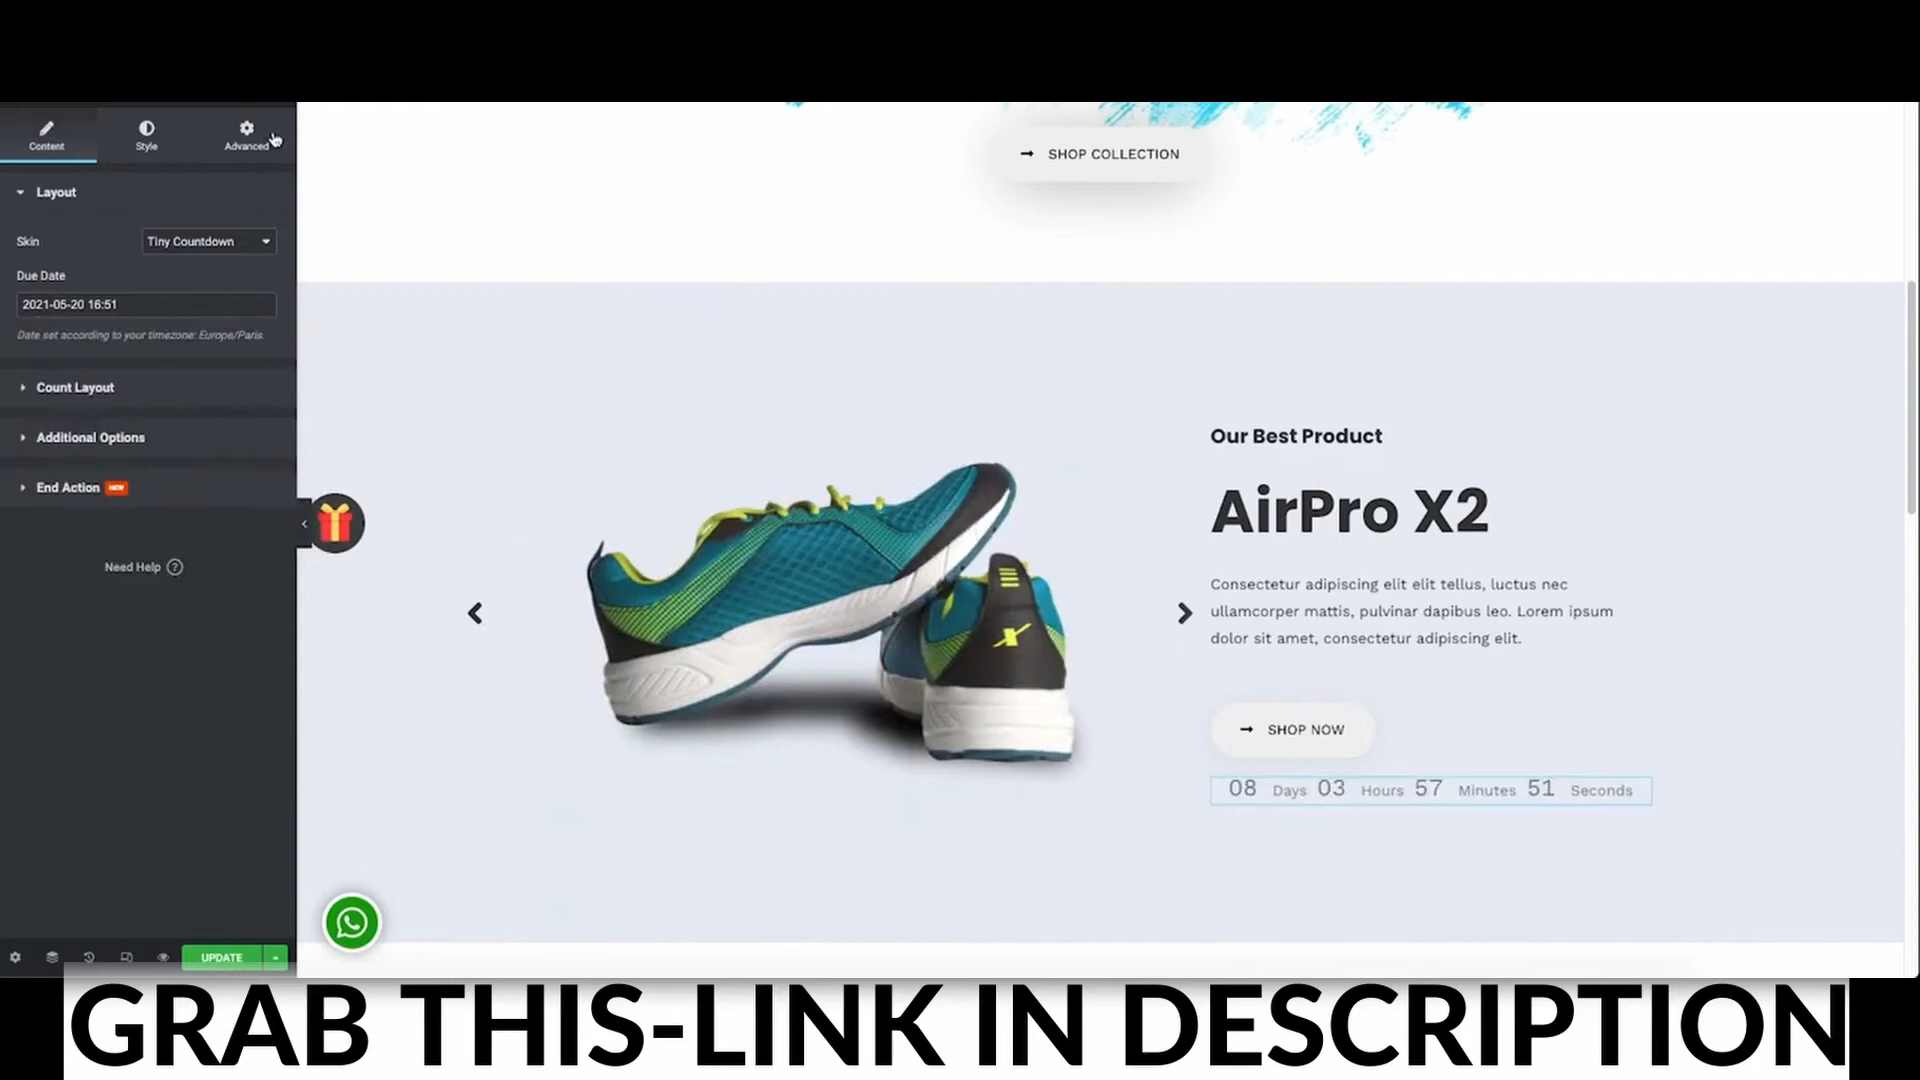 Content
Style
Advanced
Layout
Skin
Tiny Countdown
Due Date
2021-05-20 16:51
Date set according to your timezone: Europe/Paris.
Count Layout
Additional Options
End Action NEW
Need Help ?
UPDATE
SHOP COLLECTION
Our Best Product
AirPro X2
Consectetur adipiscing elit elit tellus, luctus nec
ullamcorper mattis, pulvinar dapibus leo. Lorem ipsum
dolor sit amet, consectetur adipiscing elit.
SHOP NOW
08 Days 03 Hours 57 Minutes 51 Seconds
GRAB THIS-LINK IN DESCRIPTION